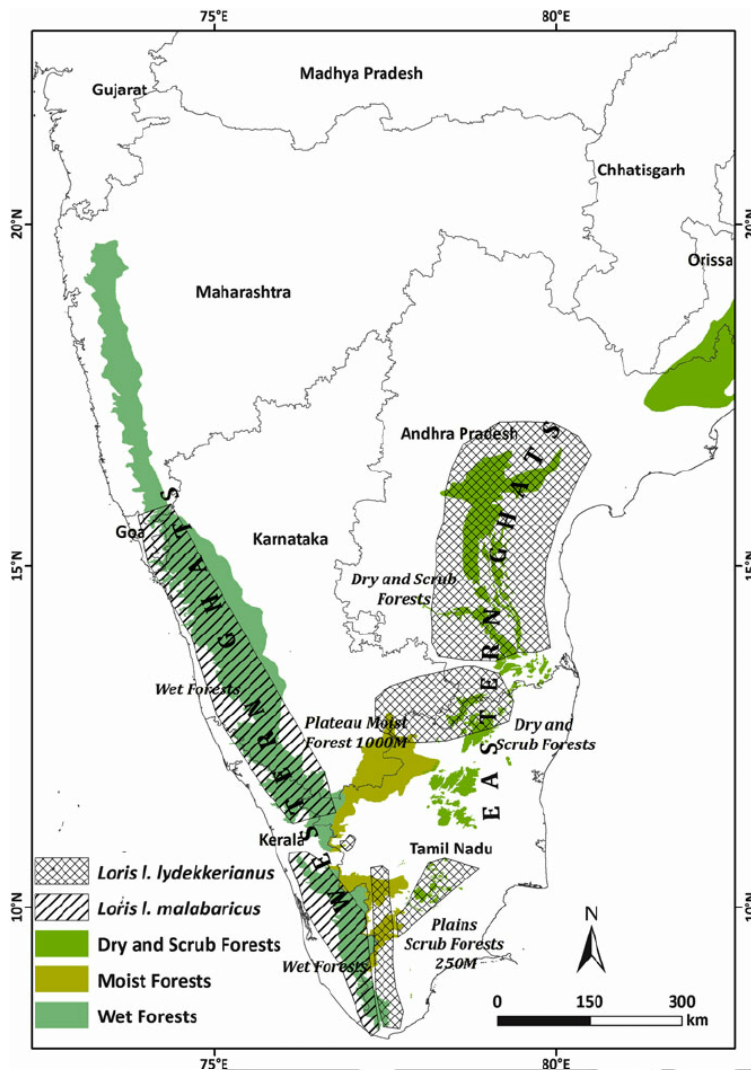 75°E
80°E
Madhya Pradesh
Gujarat
Chhatisgarh
20°N
20°N
Orissa
Maharashtra
Andhra Pradesh
Goa
Karnataka
15°N
15°N
Dry and Scrub
Forests
WESTERN GHATS
EASTERN GHATS
Wet Forests
Plateau Moist
Forest 1000M
Dry and
Scrub Forests
Kerala
Tamil Nadu
10°N
10°N
Plains
Scrub Forests
250M
Wet Forests
Loris l. lydekkerianus
Loris l. malabaricus
Dry and Scrub Forests
Moist Forests
Wet Forests
N
0 150 300
km
75°E
80°E